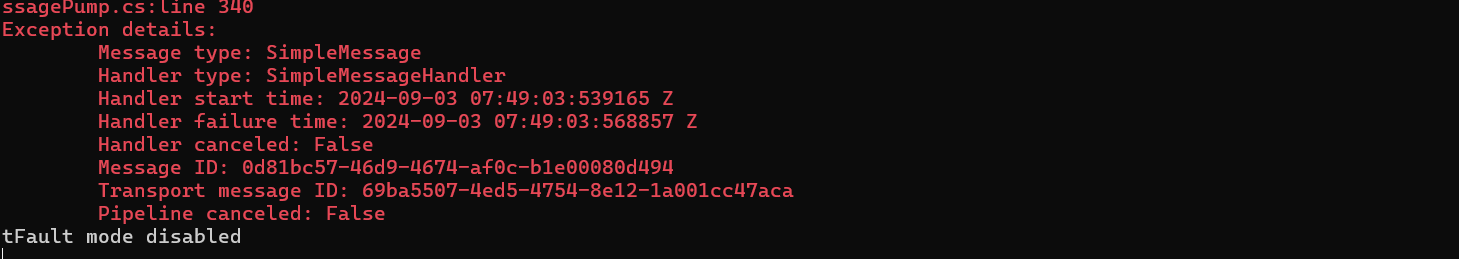 ssagePump.cs:line 340
Exception details:
Message type: SimpleMessage
Handler type: SimpleMessageHandler
Handler start time: 2024-09-03 07:49:03:539165 Z
Handler failure time: 2024-09-03 07:49:03:568857 Z
Handler canceled: False
Message ID: 0d81bc57-46d9-4674-af0c-b1e00080d494
Transport message ID: 69ba5507-4ed5-4754-8e12-1a001cc47aca
Pipeline canceled: False
tFault mode disabled